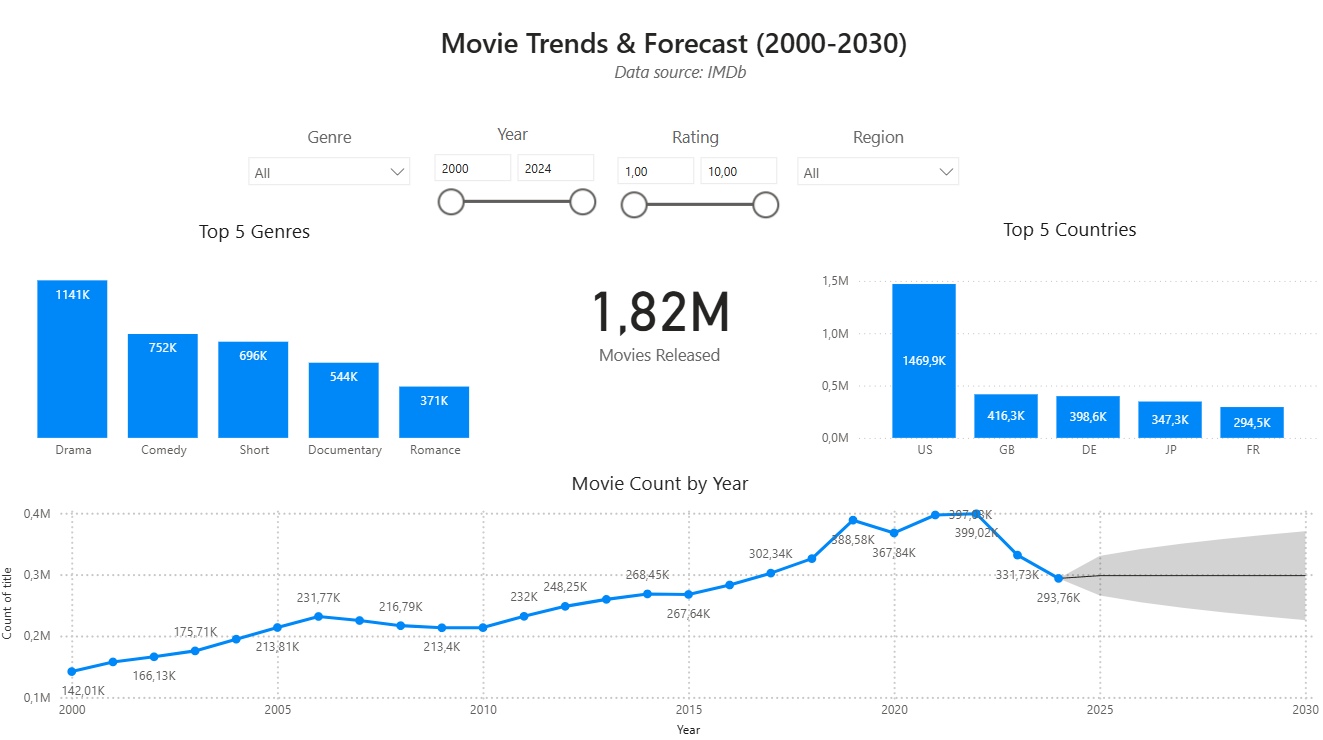 Movie Trends & Forecast (2000-2030)
Data source: IMDb
Genre
Year
Rating
Region
All
2000
2024
1,00
10,00
All
Top 5 Genres
1141K
752K
696K
544K
371K
Drama
Comedy
Short
Documentary
Romance
1,82M
Movies Released
Top 5 Countries
1,5M
1,0M
0,5M
0,0M
1469,9K
416,3K
398,6K
347,3K
294,5K
US
GB
DE
JP
FR
Movie Count by Year
Count of title
0,4M
0,3M
0,2M
0,1M
142,01K
166,13K
175,71K
213,81K
231,77K
216,79K
213,4K
232K
248,25K
268,45K
267,64K
302,34K
388,58K
367,84K
399,02K
331,73K
293,76K
2000
2005
2010
2015
2020
2025
2030
Year